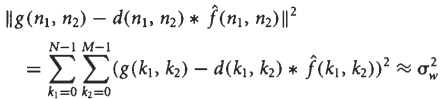 ‖g(n₁, n₂) − d(n₁, n₂) ∗ f̂(n₁, n₂)‖²
= ∑_{k₁=0}^{N−1} ∑_{k₂=0}^{M−1} (g(k₁, k₂) − d(k₁, k₂) ∗ f̂(k₁, k₂))² ≈ σ_w²